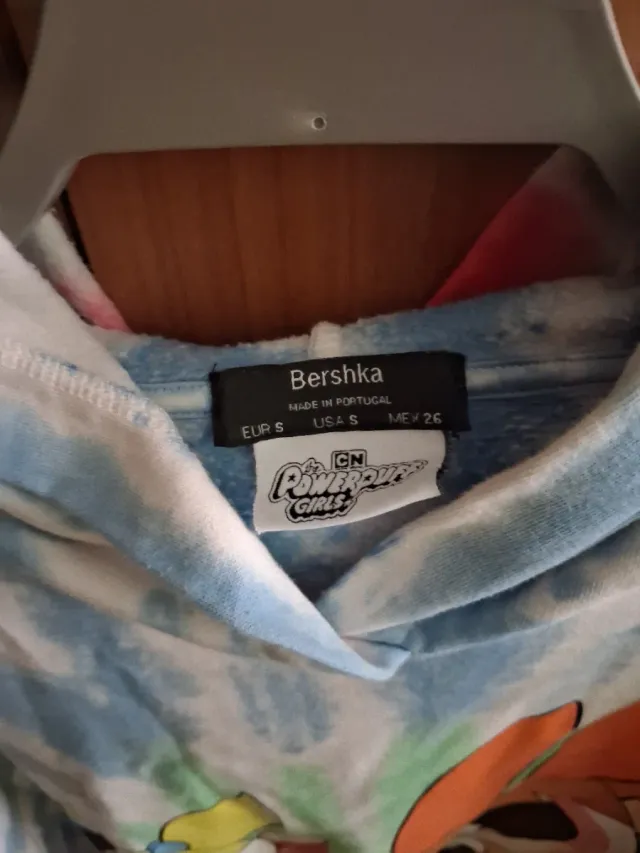 Bershka
MADE IN PORTUGAL
EUR S USA S MEX 26
CN
the
POWERPUFF
GIRLS